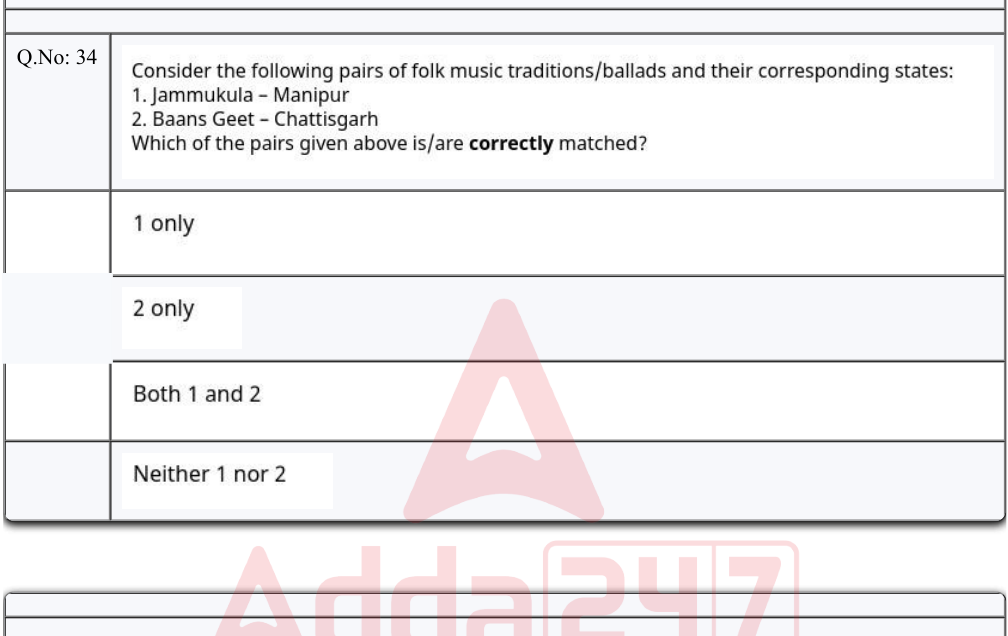 Q.No: 34
Consider the following pairs of folk music traditions/ballads and their corresponding states:
1. Jammukula – Manipur
2. Baans Geet – Chattisgarh
Which of the pairs given above is/are correctly matched?
1 only
2 only
Both 1 and 2
Neither 1 nor 2
Adda247